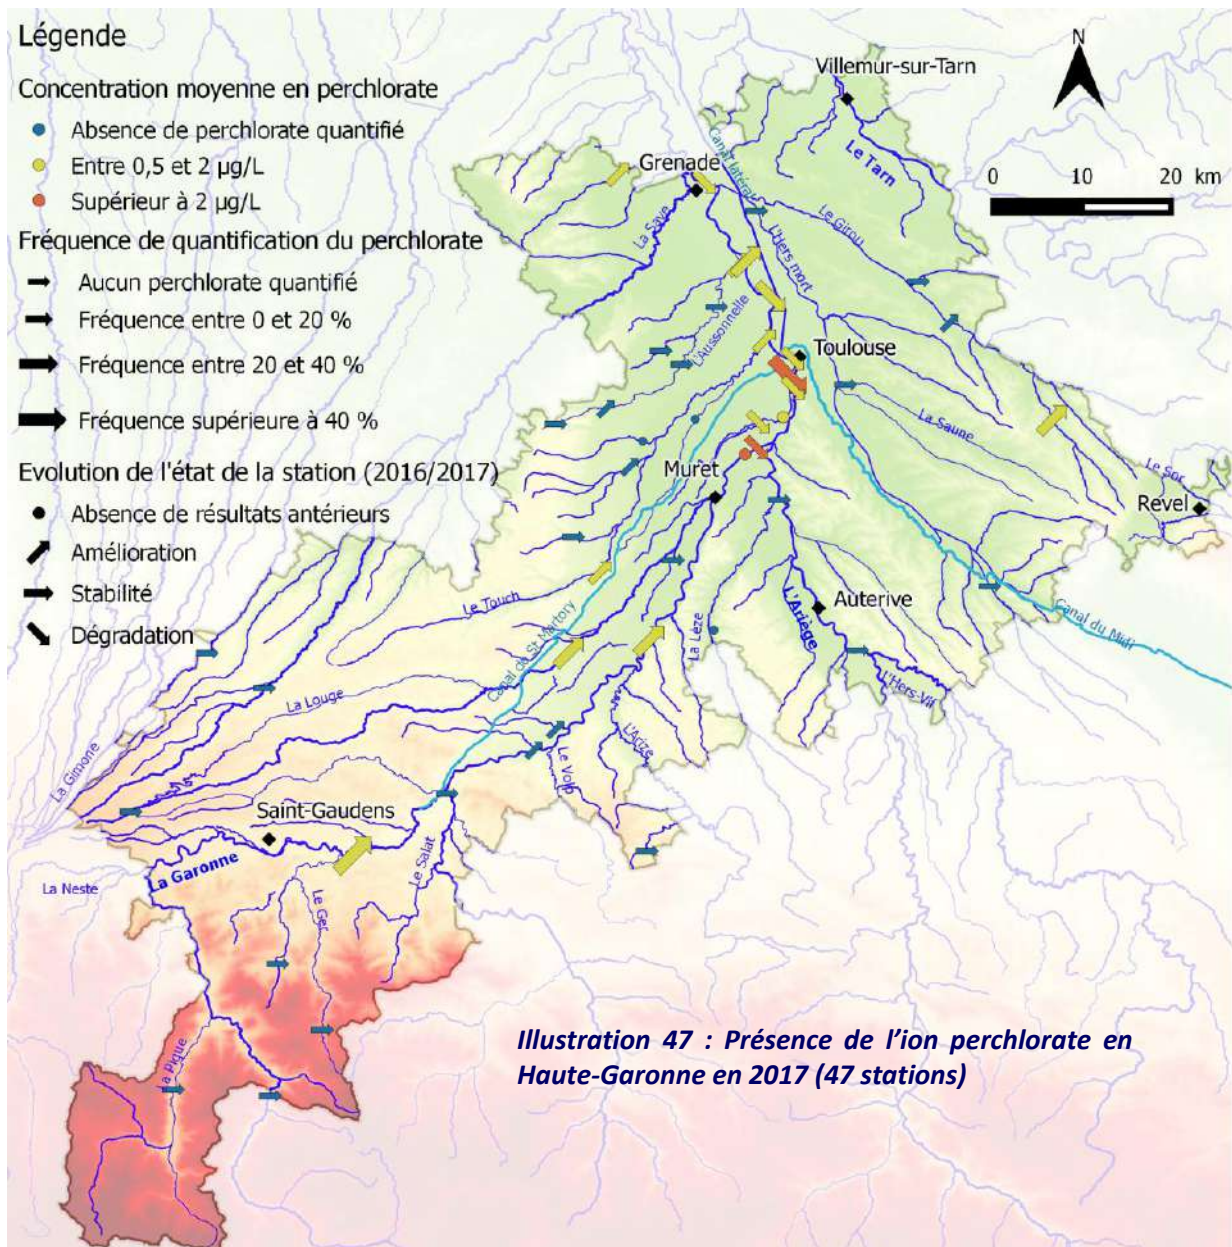 Légende
Concentration moyenne en perchlorate
Absence de perchlorate quantifié
Entre 0,5 et 2 µg/L
Supérieur à 2 µg/L
Fréquence de quantification du perchlorate
Aucun perchlorate quantifié
Fréquence entre 0 et 20 %
Fréquence entre 20 et 40 %
Fréquence supérieure à 40 %
Evolution de l'état de la station (2016/2017)
Absence de résultats antérieurs
Amélioration
Stabilité
Dégradation
N
0 10 20 km
Villemur-sur-Tarn
Le Tarn
Canal latéral
Grenade
La Save
L'Hers mort
Le Girou
L'Aussonnelle
Toulouse
La Saune
Le Sor
Revel
Muret
Le Touch
Canal de St Martory
La Lèze
L'Ariège
Auterive
Canal du Midi
L'Hers-Vif
La Louge
La Gimone
L'Arize
Le Volp
Saint-Gaudens
La Garonne
Le Salat
La Neste
Le Ger
La Pique
Illustration 47 : Présence de l'ion perchlorate en
Haute-Garonne en 2017 (47 stations)